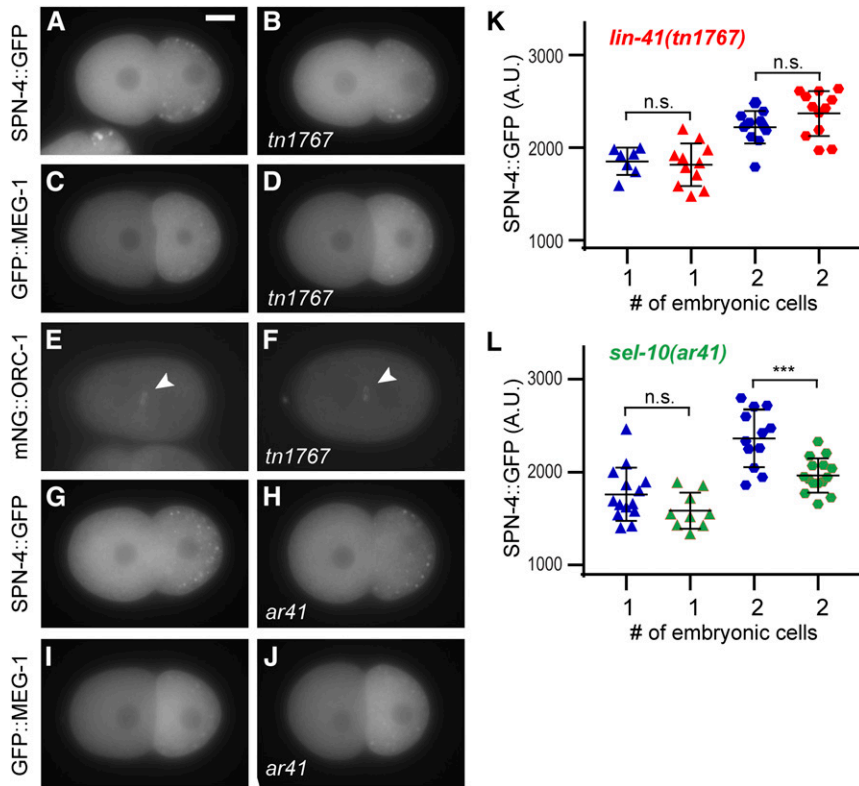 A
B
SPN-4::GFP
tn1767
C
D
GFP::MEG-1
tn1767
E
F
mNG::ORC-1
tn1767
G
H
SPN-4::GFP
ar41
I
J
GFP::MEG-1
ar41
K
lin-41(tn1767)
SPN-4::GFP (A.U.)
3000
2000
1000
n.s.
n.s.
1 1 2 2
# of embryonic cells
L
sel-10(ar41)
SPN-4::GFP (A.U.)
3000
2000
1000
n.s.
***
1 1 2 2
# of embryonic cells